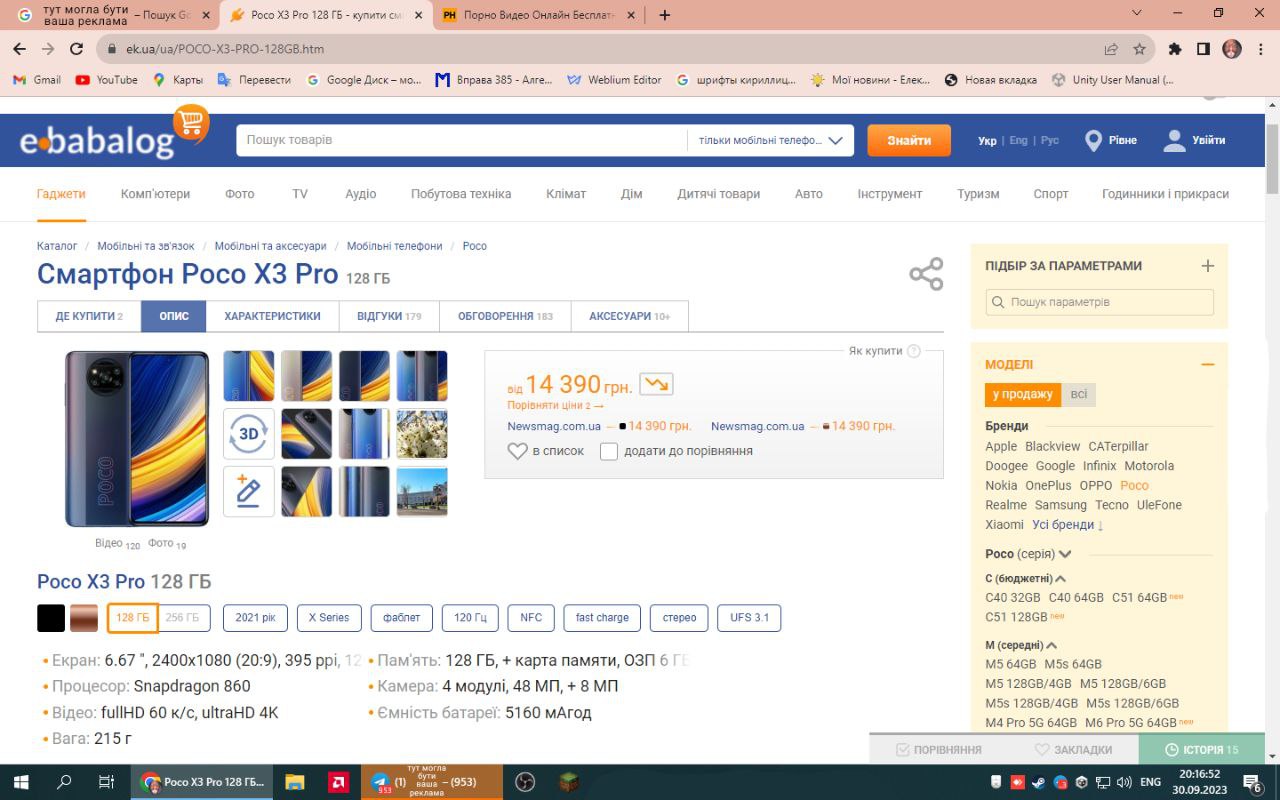 тут могла бути
ваша реклама – Пошук Go
Poco X3 Pro 128 ГБ - купити см
PH Порно Видео Онлайн Бесплат
ek.ua/ua/POCO-X3-PRO-128GB.htm
Gmail YouTube Карты Перевести Google Диск – мо... Вправа 385 - Алге... Weblium Editor шрифты кириллиц... Мої новини - Елек... Новая вкладка Unity User Manual (...
e·babalog Пошук товарів тільки мобільні телефо... Знайти Укр | Eng | Рус Рівне Увійти
Гаджети Комп'ютери Фото TV Аудіо Побутова техніка Клімат Дім Дитячі товари Авто Інструмент Туризм Спорт Годинники і прикраси
Каталог / Мобільні та зв'язок / Мобільні та аксесуари / Мобільні телефони / Poco
Смартфон Poco X3 Pro 128 ГБ
ДЕ КУПИТИ 2 ОПИС ХАРАКТЕРИСТИКИ ВІДГУКИ 179 ОБГОВОРЕННЯ 183 АКСЕСУАРИ 10+
POCO
3D
Відео 120 Фото 19
Як купити ?
від 14 390 грн.
Порівняти ціни 2 →
Newsmag.com.ua 14 390 грн. Newsmag.com.ua 14 390 грн.
в список додати до порівняння
Poco X3 Pro 128 ГБ
128 ГБ 256 ГБ 2021 рік X Series фаблет 120 Гц NFC fast charge стерео UFS 3.1
• Екран: 6.67 ", 2400x1080 (20:9), 395 ppi, 12
• Пам'ять: 128 ГБ, + карта памяти, ОЗП 6 ГБ
• Процесор: Snapdragon 860
• Камера: 4 модулі, 48 МП, + 8 МП
• Відео: fullHD 60 к/с, ultraHD 4K
• Ємність батареї: 5160 мАгод
• Вага: 215 г
ПІДБІР ЗА ПАРАМЕТРАМИ
Пошук параметрів
МОДЕЛІ
у продажу всі
Бренди
Apple Blackview CATerpillar
Doogee Google Infinix Motorola
Nokia OnePlus OPPO Poco
Realme Samsung Tecno UleFone
Xiaomi Усі бренди ↓
Poco (серія)
C (бюджетні)
C40 32GB C40 64GB C51 64GB new
C51 128GB new
M (середні)
M5 64GB M5s 64GB
M5 128GB/4GB M5 128GB/6GB
M5s 128GB/4GB M5s 128GB/6GB
M4 Pro 5G 64GB M6 Pro 5G 64GB new
ПОРІВНЯННЯ ЗАКЛАДКИ ІСТОРІЯ 15
Poco X3 Pro 128 ГБ...
953
(1) тут могла
бути
ваша – (953)
реклама
ENG
20:16:52
30.09.2023
6